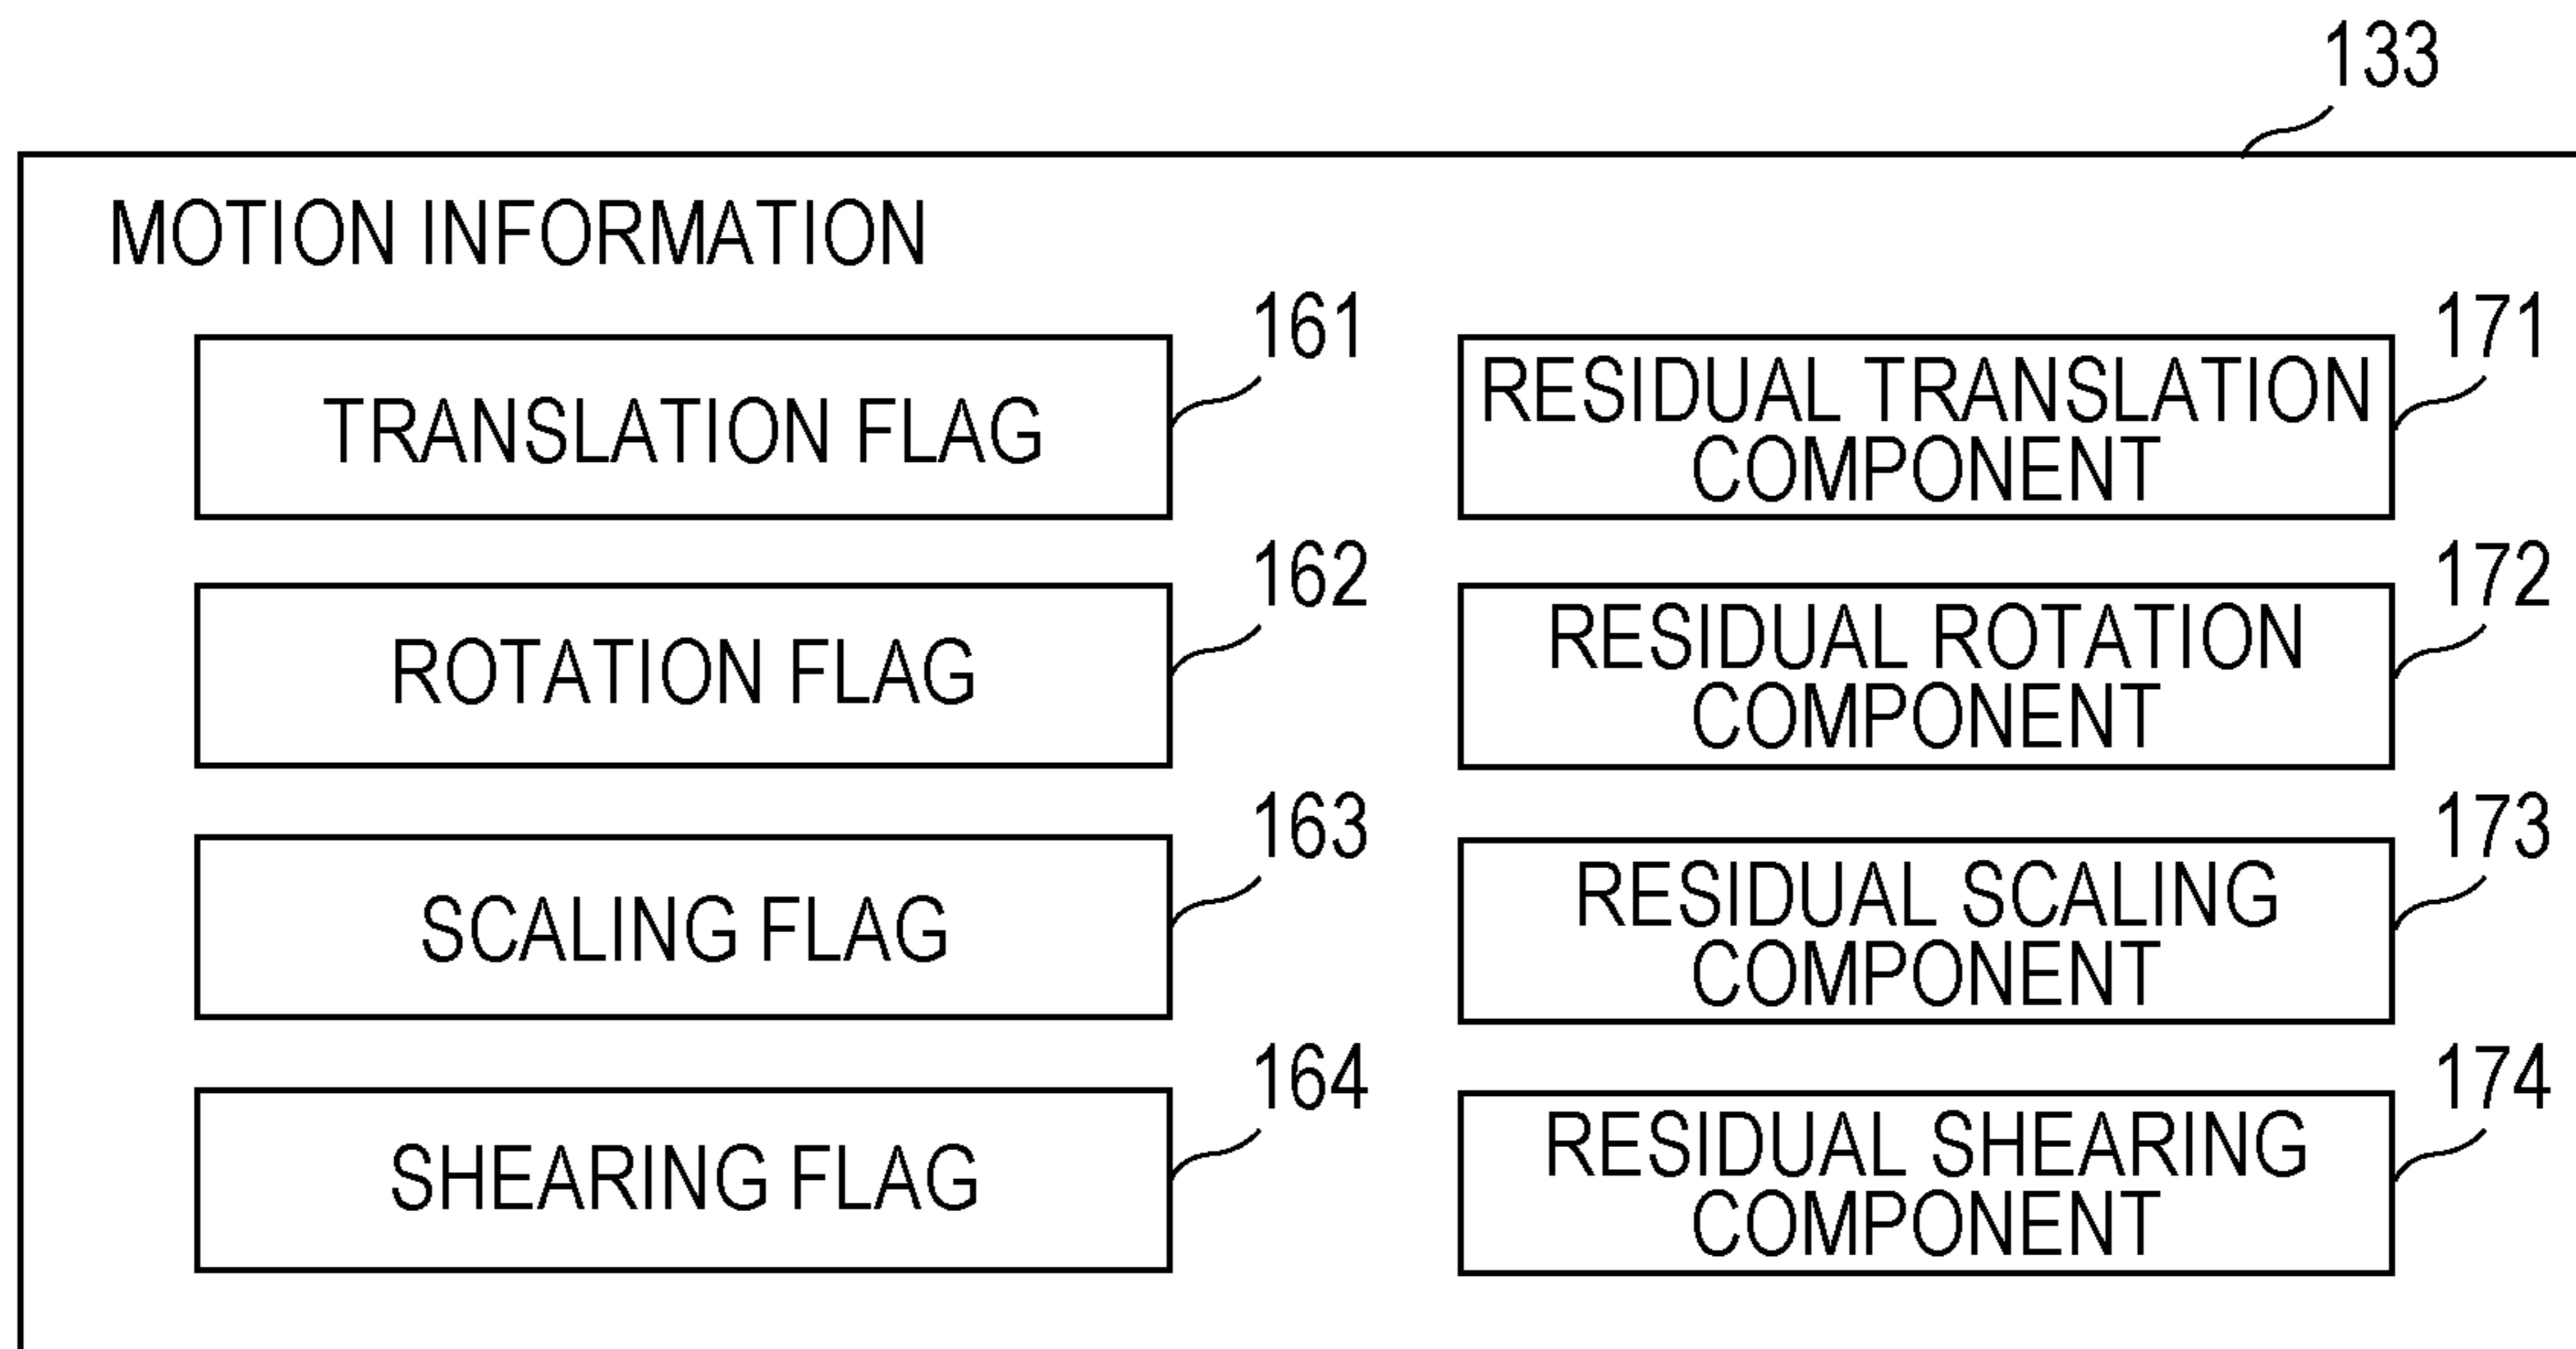 133
MOTION INFORMATION
161
TRANSLATION FLAG
171
RESIDUAL TRANSLATION
COMPONENT
162
ROTATION FLAG
172
RESIDUAL ROTATION
COMPONENT
163
SCALING FLAG
173
RESIDUAL SCALING
COMPONENT
164
SHEARING FLAG
174
RESIDUAL SHEARING
COMPONENT